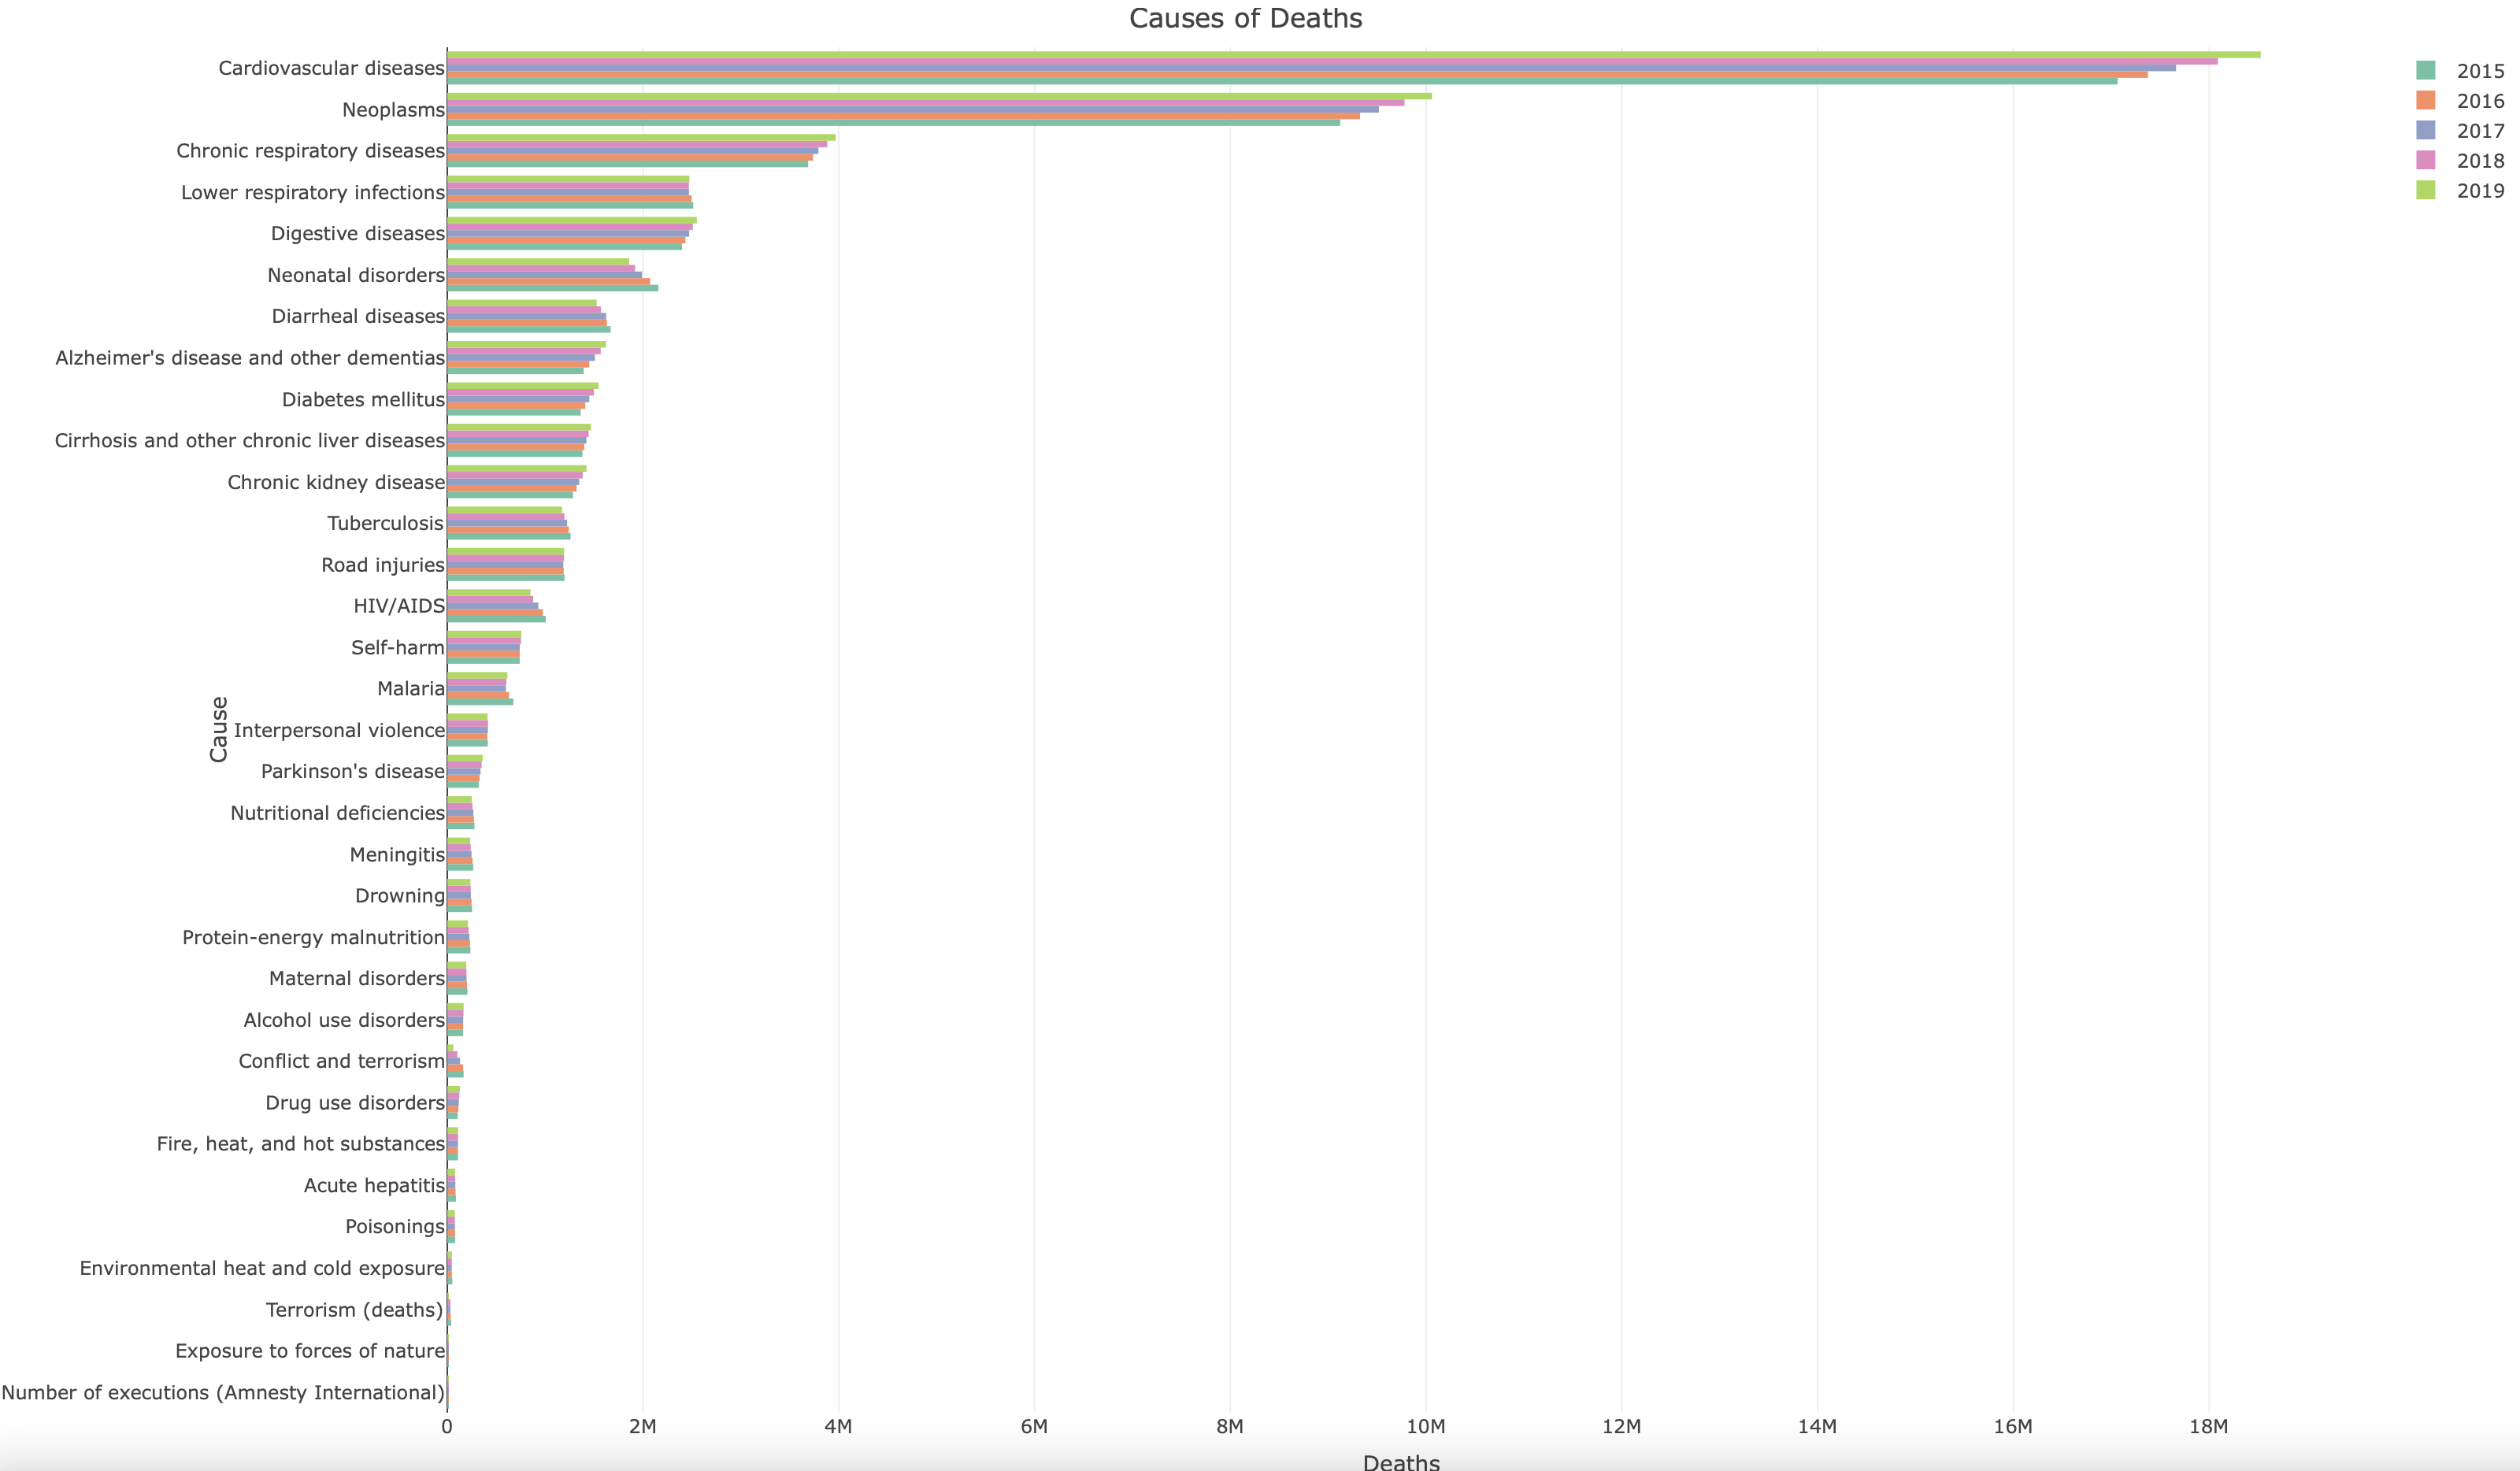 Causes of Deaths
Cardiovascular diseases
Neoplasms
Chronic respiratory diseases
Lower respiratory infections
Digestive diseases
Neonatal disorders
Diarrheal diseases
Alzheimer's disease and other dementias
Diabetes mellitus
Cirrhosis and other chronic liver diseases
Chronic kidney disease
Tuberculosis
Road injuries
HIV/AIDS
Self-harm
Malaria
Interpersonal violence
Parkinson's disease
Nutritional deficiencies
Meningitis
Drowning
Protein-energy malnutrition
Maternal disorders
Alcohol use disorders
Conflict and terrorism
Drug use disorders
Fire, heat, and hot substances
Acute hepatitis
Poisonings
Environmental heat and cold exposure
Terrorism (deaths)
Exposure to forces of nature
Number of executions (Amnesty International)
Cause
0 2M 4M 6M 8M 10M 12M 14M 16M 18M
Deaths
2015
2016
2017
2018
2019